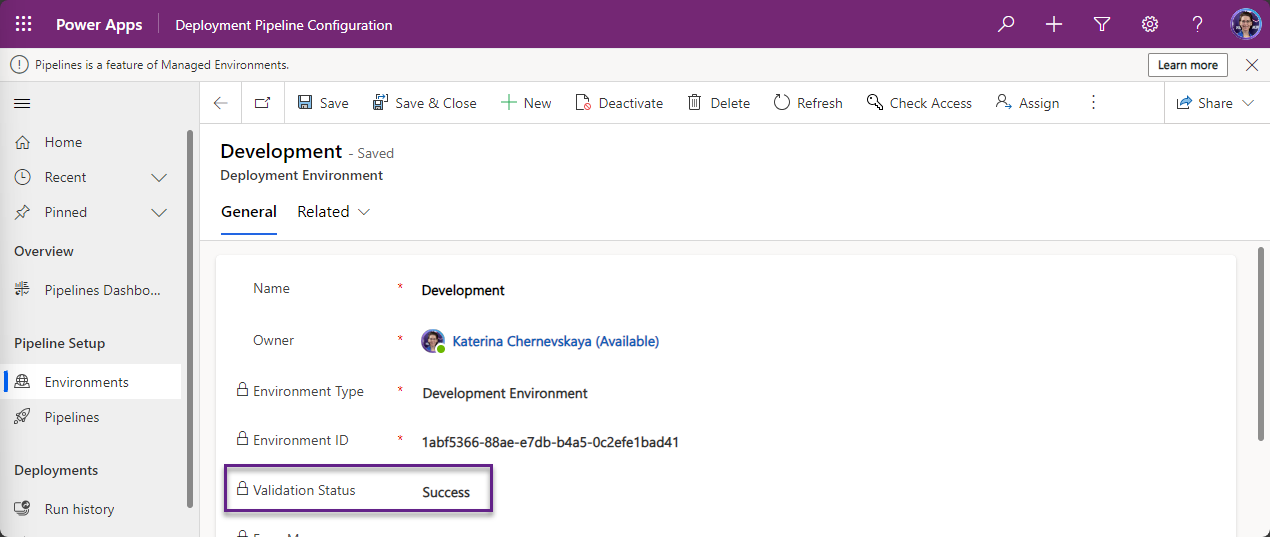 Power Apps
Deployment Pipeline Configuration
Pipelines is a feature of Managed Environments.
Learn more
Save
Save & Close
New
Deactivate
Delete
Refresh
Check Access
Assign
Share
Home
Recent
Pinned
Overview
Pipelines Dashbo...
Pipeline Setup
Environments
Pipelines
Deployments
Run history
Development - Saved
Deployment Environment
General
Related
Name * Development
Owner * Katerina Chernevskaya (Available)
Environment Type * Development Environment
Environment ID * 1abf5366-88ae-e7db-b4a5-0c2efe1bad41
Validation Status Success